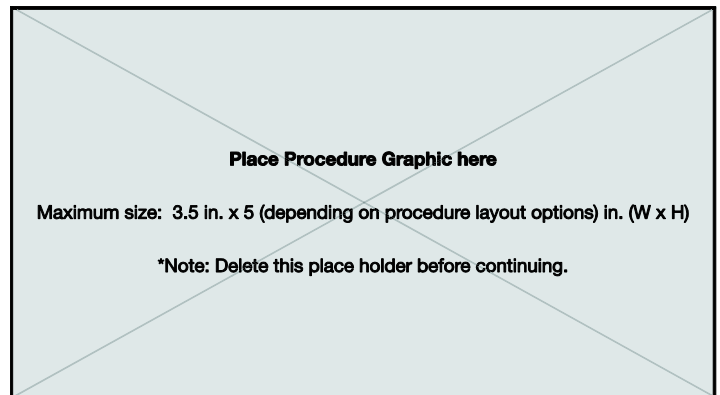 Place Procedure Graphic here
Maximum size:  3.5 in. x 5 (depending on procedure layout options) in. (W x H)
*Note: Delete this place holder before continuing.